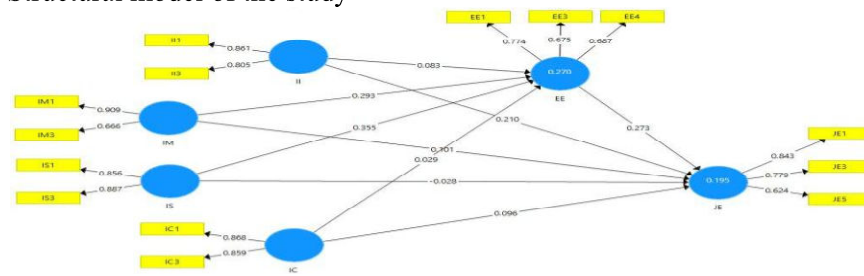 Structural model of the study
EE1
EE3
EE4
0.774
0.675
0.687
II1
0.861
II3
0.805
II
0.083
0.270
EE
IM1
0.909
IM3
0.666
IM
0.293
0.210
0.273
0.355
JE1
0.843
IS1
0.856
IS3
0.887
IS
0.029
0.101
-0.028
0.195
JE
0.779
JE3
0.624
JE5
0.096
IC1
0.868
IC3
0.859
IC